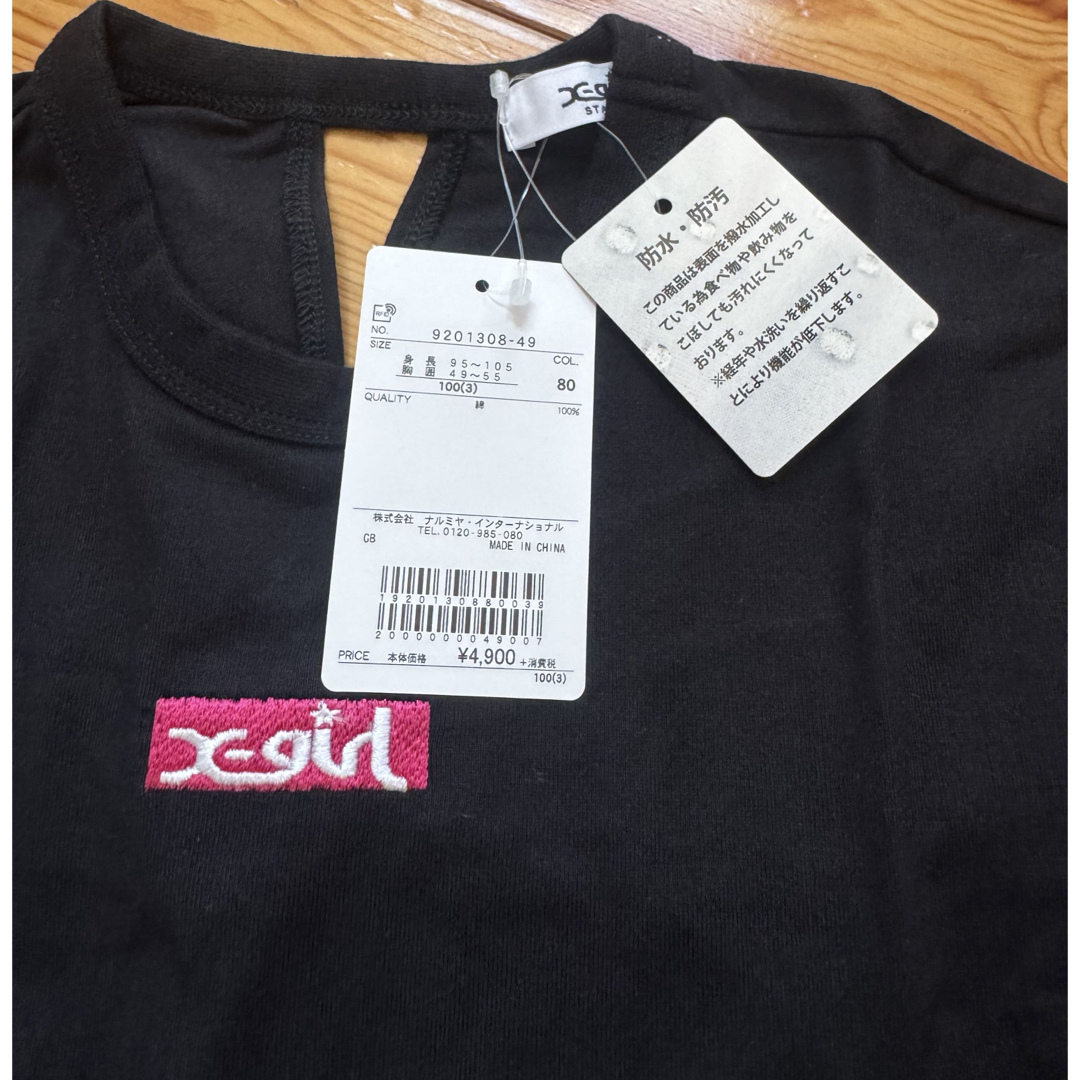 X-gi
ST
防水・防汚
この商品は表面を撥水加工し
ている為食べ物や飲み物を
こぼしても汚れにくくなって
おります。
※経年や水洗いを繰り返すこ
とにより機能が低下します。
NO. 9201308-49
SIZE COL.
身長 95～105
胸囲 49～55 80
100(3)
QUALITY 綿 100%
株式会社 ナルミヤ・インターナショナル
TEL.0120-985-080
GB MADE IN CHINA
1920130880039
2000000049007
PRICE 本体価格 ¥4,900 +消費税
100(3)
X-girl